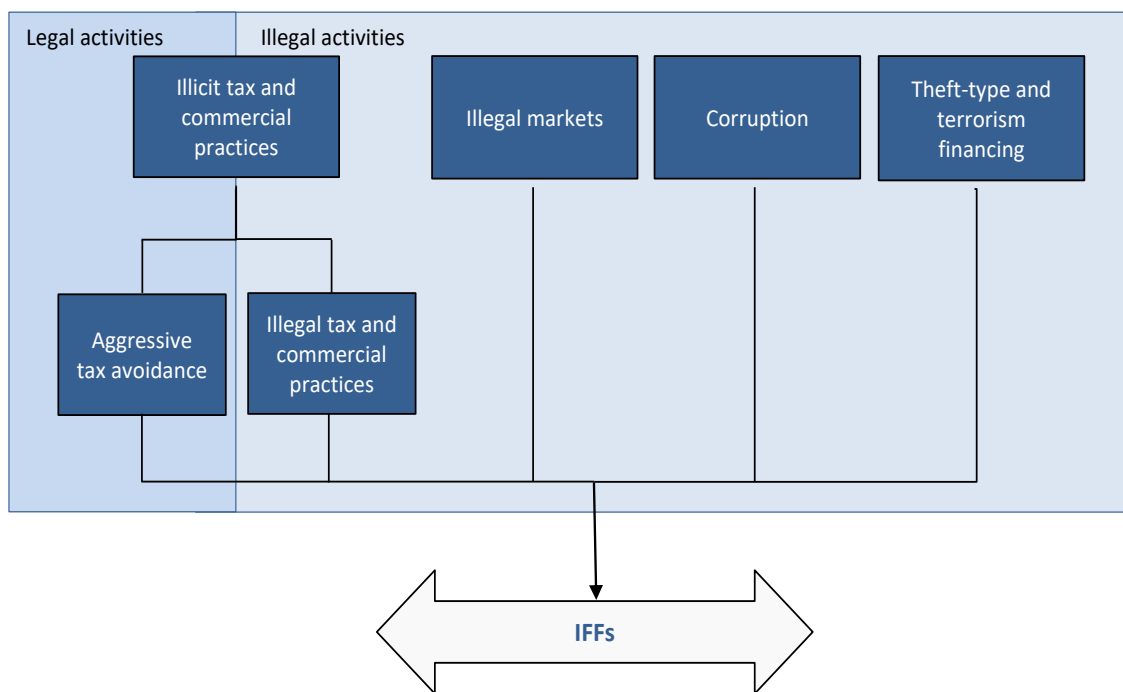 Legal activities
Illegal activities
Illicit tax and
commercial
practices
Illegal markets
Corruption
Theft-type and
terrorism
financing
Aggressive
tax avoidance
Illegal tax and
commercial
practices
IFFs